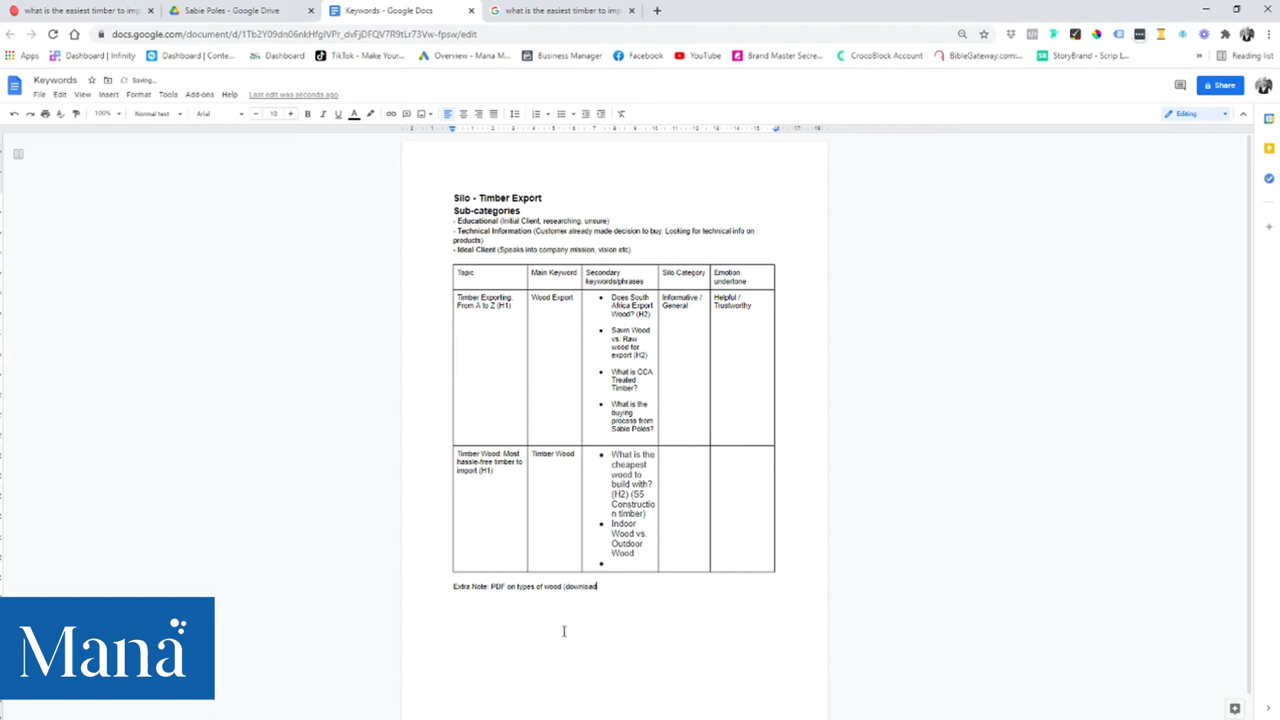 what is the easiest timber to imp
Sabie Poles - Google Drive
Keywords - Google Docs
what is the easiest timber to imp
docs.google.com/document/d/1Tb2Y09dn06nkHfgIVPr_dvFjDFQV7R9tLr73Vw-fpsw/edit
Apps
Dashboard | Infinity
Dashboard | Conte...
Dashboard
TikTok - Make Your...
Overview - Mana M...
Business Manager
Facebook
YouTube
Brand Master Secre...
CrocoBlock Account
BibleGateway.com:...
StoryBrand - Scrip L...
Reading list
Keywords
Saving...
File Edit View Insert Format Tools Add-ons Help Last edit was seconds ago
Share
100% Normal text Arial 10 B I U A
Editing
Silo - Timber Export
Sub-categories
- Educational (Initial Client, researching, unsure)
- Technical Information (Customer already made decision to buy. Looking for technical info on
products)
- Ideal Client (Speaks into company mission, vision etc)
Topic
Main Keyword
Secondary
keywords/phrases
Silo Category
Emotion
undertone
Timber Exporting:
From A to Z (H1)
Wood Export
Does South
Africa Export
Wood? (H2)
Sawn Wood
vs. Raw
wood for
export (H2)
What is CCA
Treated
Timber?
What is the
buying
process from
Sabie Poles?
Informative /
General
Helpful /
Trustworthy
Timber Wood: Most
hassle-free timber to
import (H1)
Timber Wood
What is the
cheapest
wood to
build with?
(H2) (S5
Constructio
n timber)
Indoor
Wood vs.
Outdoor
Wood
Extra Note: PDF on types of wood (download
Mana